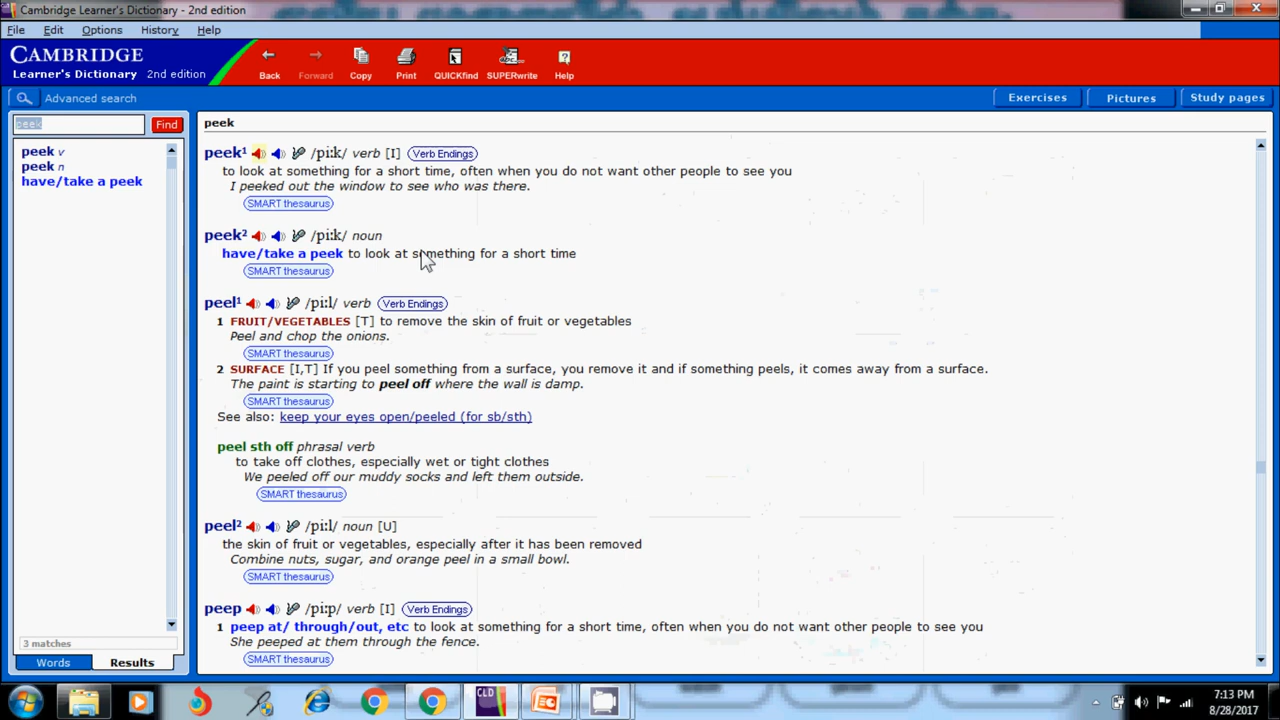 Cambridge Learner's Dictionary - 2nd edition
File Edit Options History Help
CAMBRIDGE
Learner's Dictionary 2nd edition
Back Forward Copy Print QUICKfind SUPERwrite Help
Advanced search
Exercises Pictures Study pages
peek Find
peek v
peek n
have/take a peek
3 matches
Words Results
peek
peek1 /piːk/ verb [I] Verb Endings
to look at something for a short time, often when you do not want other people to see you
I peeked out the window to see who was there.
SMART thesaurus
peek2 /piːk/ noun
have/take a peek to look at something for a short time
SMART thesaurus
peel1 /piːl/ verb Verb Endings
1 FRUIT/VEGETABLES [T] to remove the skin of fruit or vegetables
Peel and chop the onions.
SMART thesaurus
2 SURFACE [I,T] If you peel something from a surface, you remove it and if something peels, it comes away from a surface.
The paint is starting to peel off where the wall is damp.
SMART thesaurus
See also: keep your eyes open/peeled (for sb/sth)
peel sth off phrasal verb
to take off clothes, especially wet or tight clothes
We peeled off our muddy socks and left them outside.
SMART thesaurus
peel2 /piːl/ noun [U]
the skin of fruit or vegetables, especially after it has been removed
Combine nuts, sugar, and orange peel in a small bowl.
SMART thesaurus
peep /piːp/ verb [I] Verb Endings
1 peep at/ through/out, etc to look at something for a short time, often when you do not want other people to see you
She peeped at them through the fence.
SMART thesaurus
CLD
7:13 PM
8/28/2017